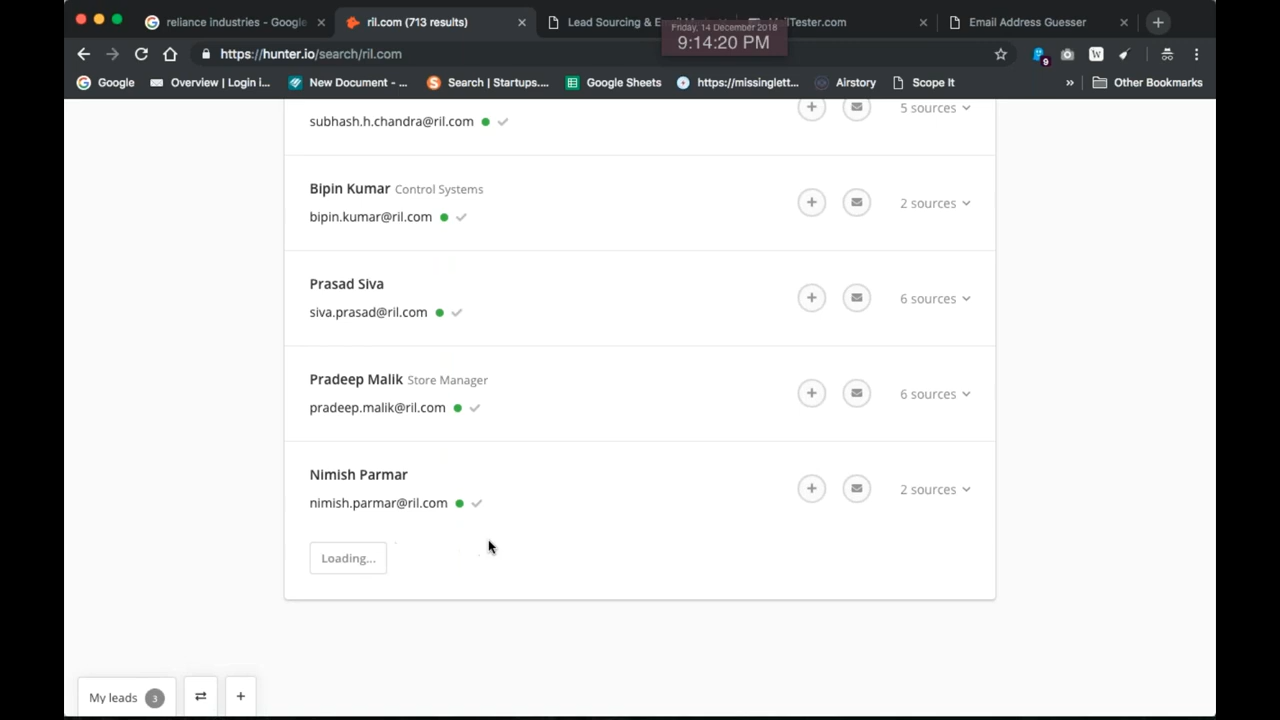 reliance industries - Google
ril.com (713 results)
Lead Sourcing & E
MailTester.com
Email Address Guesser
Friday, 14 December 2018
9:14:20 PM
https://hunter.io/search/ril.com
9
W
Google
Overview | Login i...
New Document - ...
Search | Startups....
Google Sheets
https://missinglett...
Airstory
Scope It
»
Other Bookmarks
subhash.h.chandra@ril.com
5 sources
Bipin Kumar Control Systems
bipin.kumar@ril.com
2 sources
Prasad Siva
siva.prasad@ril.com
6 sources
Pradeep Malik Store Manager
pradeep.malik@ril.com
6 sources
Nimish Parmar
nimish.parmar@ril.com
2 sources
Loading...
My leads 3